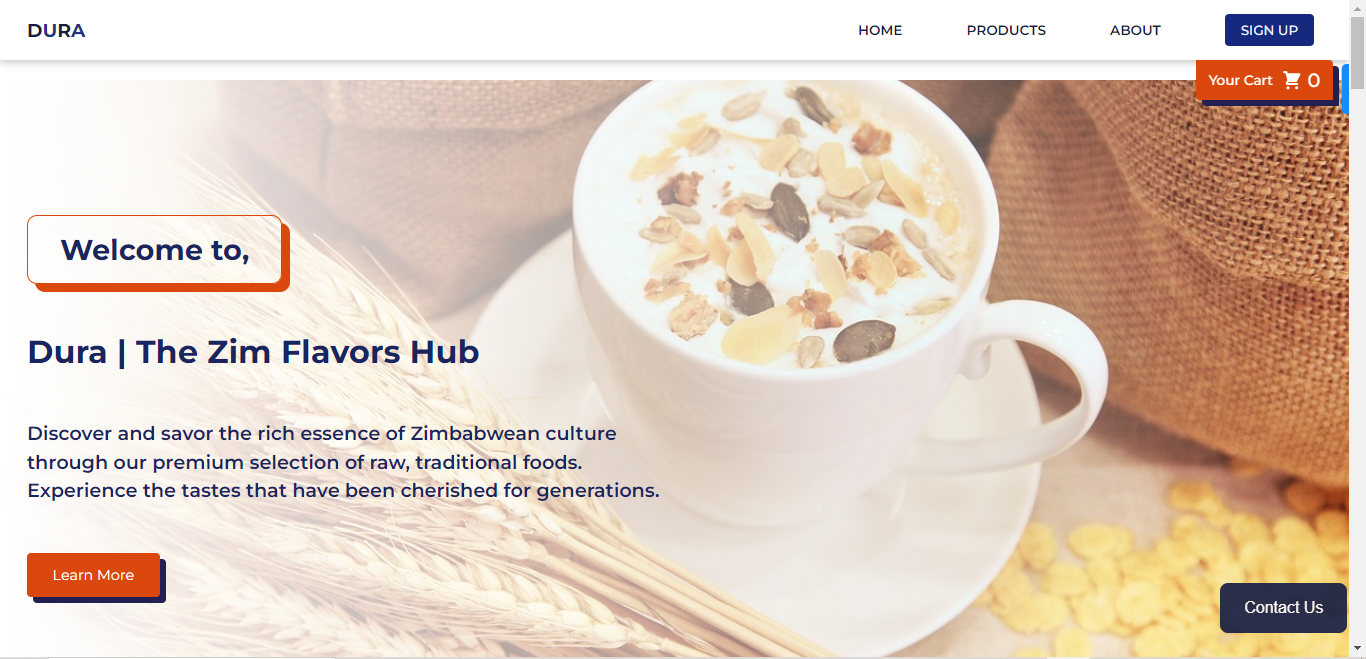 DURA
HOME
PRODUCTS
ABOUT
SIGN UP
Your Cart 0
Welcome to,
Dura | The Zim Flavors Hub
Discover and savor the rich essence of Zimbabwean culture
through our premium selection of raw, traditional foods.
Experience the tastes that have been cherished for generations.
Learn More
Contact Us